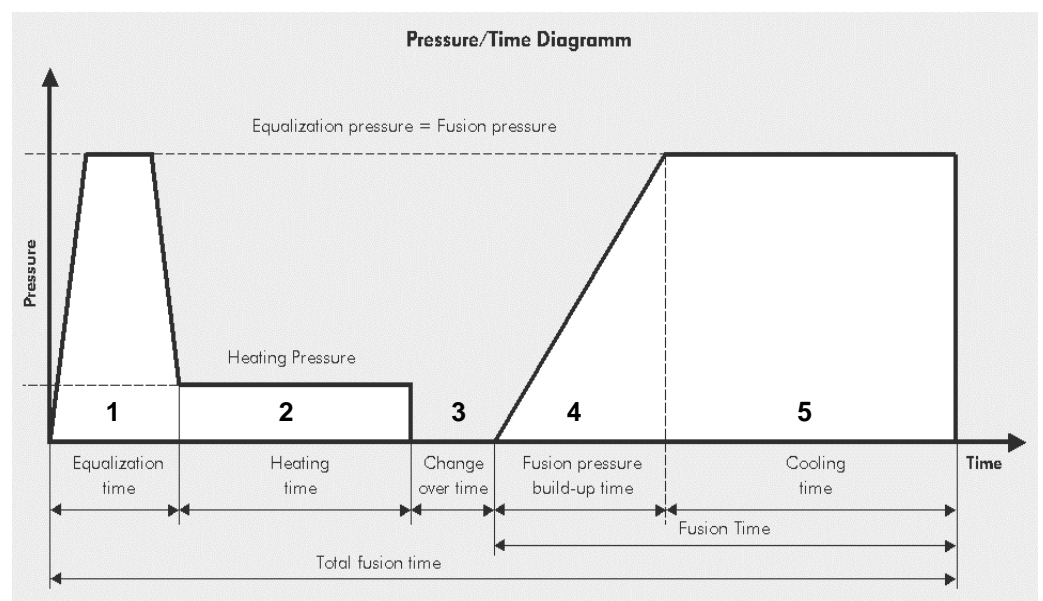 Pressure/Time Diagramm
Equalization pressure = Fusion pressure
Pressure
Heating Pressure
1
2
3
4
5
Equalization
time
Heating
time
Change
over time
Fusion pressure
build-up time
Cooling
time
Time
Fusion Time
Total fusion time